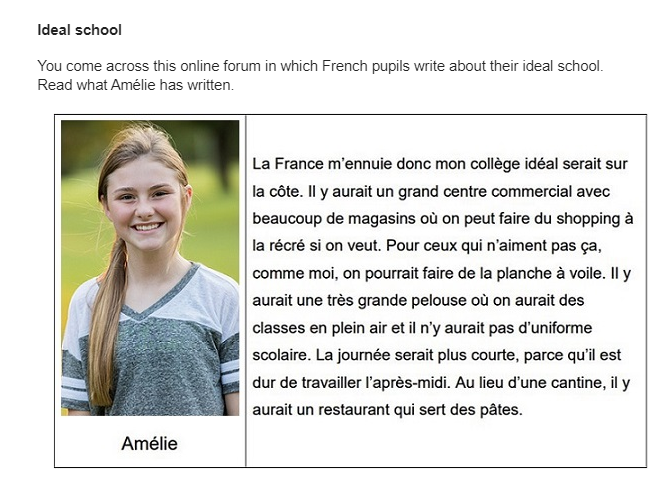 Ideal school
You come across this online forum in which French pupils write about their ideal school.
Read what Amélie has written.
La France m'ennuie donc mon collège idéal serait sur
la côte. Il y aurait un grand centre commercial avec
beaucoup de magasins où on peut faire du shopping à
la récré si on veut. Pour ceux qui n'aiment pas ça,
comme moi, on pourrait faire de la planche à voile. Il y
aurait une très grande pelouse où on aurait des
classes en plein air et il n'y aurait pas d'uniforme
scolaire. La journée serait plus courte, parce qu'il est
dur de travailler l'après-midi. Au lieu d'une cantine, il y
aurait un restaurant qui sert des pâtes.
Amélie